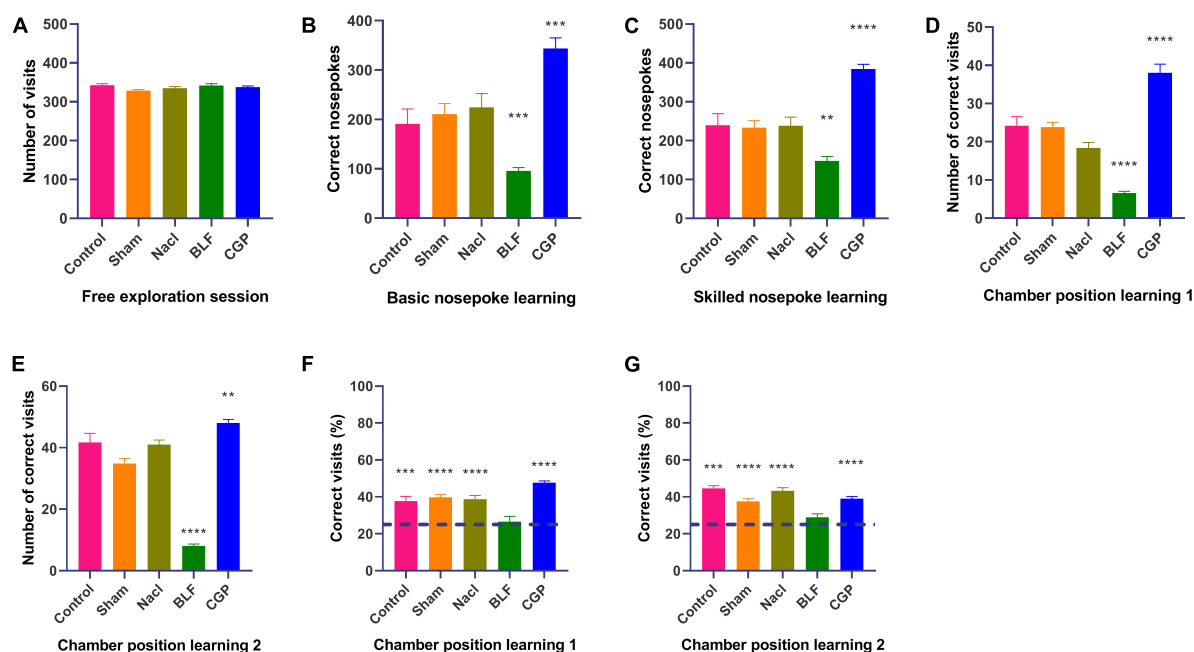 A
Number of visits
500
400
300
200
100
0
Control
Sham
Nacl
BLF
CGP
Free exploration session
B
Correct nosepokes
400
300
200
100
0
***
***
Control
Sham
Nacl
BLF
CGP
Basic nosepoke learning
C
Correct nosepokes
500
400
300
200
100
0
**
****
Control
Sham
Nacl
BLF
CGP
Skilled nosepoke learning
D
Number of correct visits
50
40
30
20
10
0
****
****
Control
Sham
Nacl
BLF
CGP
Chamber position learning 1
E
Number of correct visits
60
40
20
0
****
**
Control
Sham
Nacl
BLF
CGP
Chamber position learning 2
F
Correct visits (%)
100
80
60
40
20
0
***
****
****
****
Control
Sham
Nacl
BLF
CGP
Chamber position learning 1
G
Correct visits (%)
100
80
60
40
20
0
***
****
****
****
Control
Sham
Nacl
BLF
CGP
Chamber position learning 2